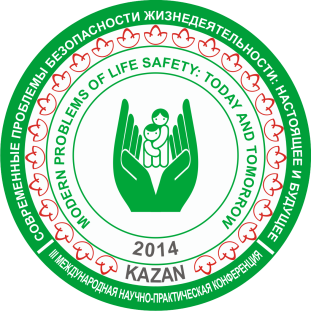 СОВРЕМЕННЫЕ ПРОБЛЕМЫ БЕЗОПАСНОСТИ ЖИЗНЕДЕЯТЕЛЬНОСТИ: НАСТОЯЩЕЕ И БУДУЩЕЕ
MODERN PROBLEMS OF LIFE SAFETY: TODAY AND TOMORROW
2014
KAZAN
III МЕЖДУНАРОДНАЯ НАУЧНО-ПРАКТИЧЕСКАЯ КОНФЕРЕНЦИЯ